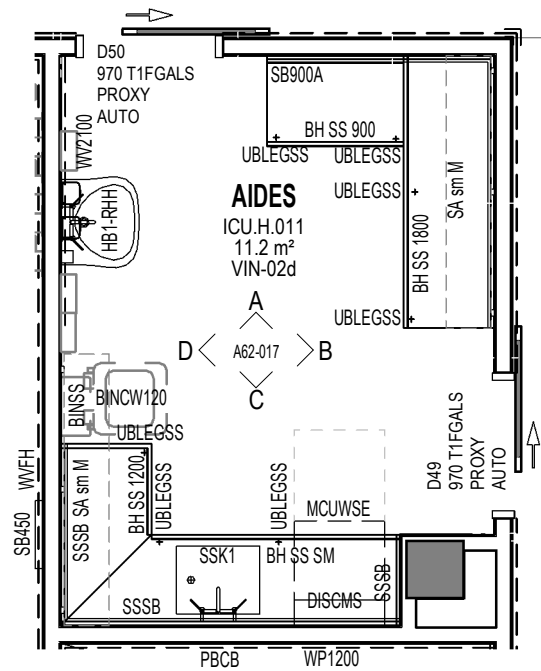 D50
970 T1FGALS
PROXY
AUTO
SB900A
BH SS 900
UBLEGSS
UBLEGSS
WV2100
HB1-RHH
AIDES
ICU.H.011
11.2 m²
VIN-02d
UBLEGSS
BH SS 1800
SA sm M
UBLEGSS
A
D
A62-017
B
C
BINSS
BINCW120
UBLEGSS
D49
970 T1FGALS
PROXY
AUTO
WVFH
SB450
SSSB SA sm M
BH SS 1200
UBLEGSS
UBLEGSS
MCUWSE
SSK1
BH SS SM
SSSB
DISCMS
SSSB
PBCB
WP1200